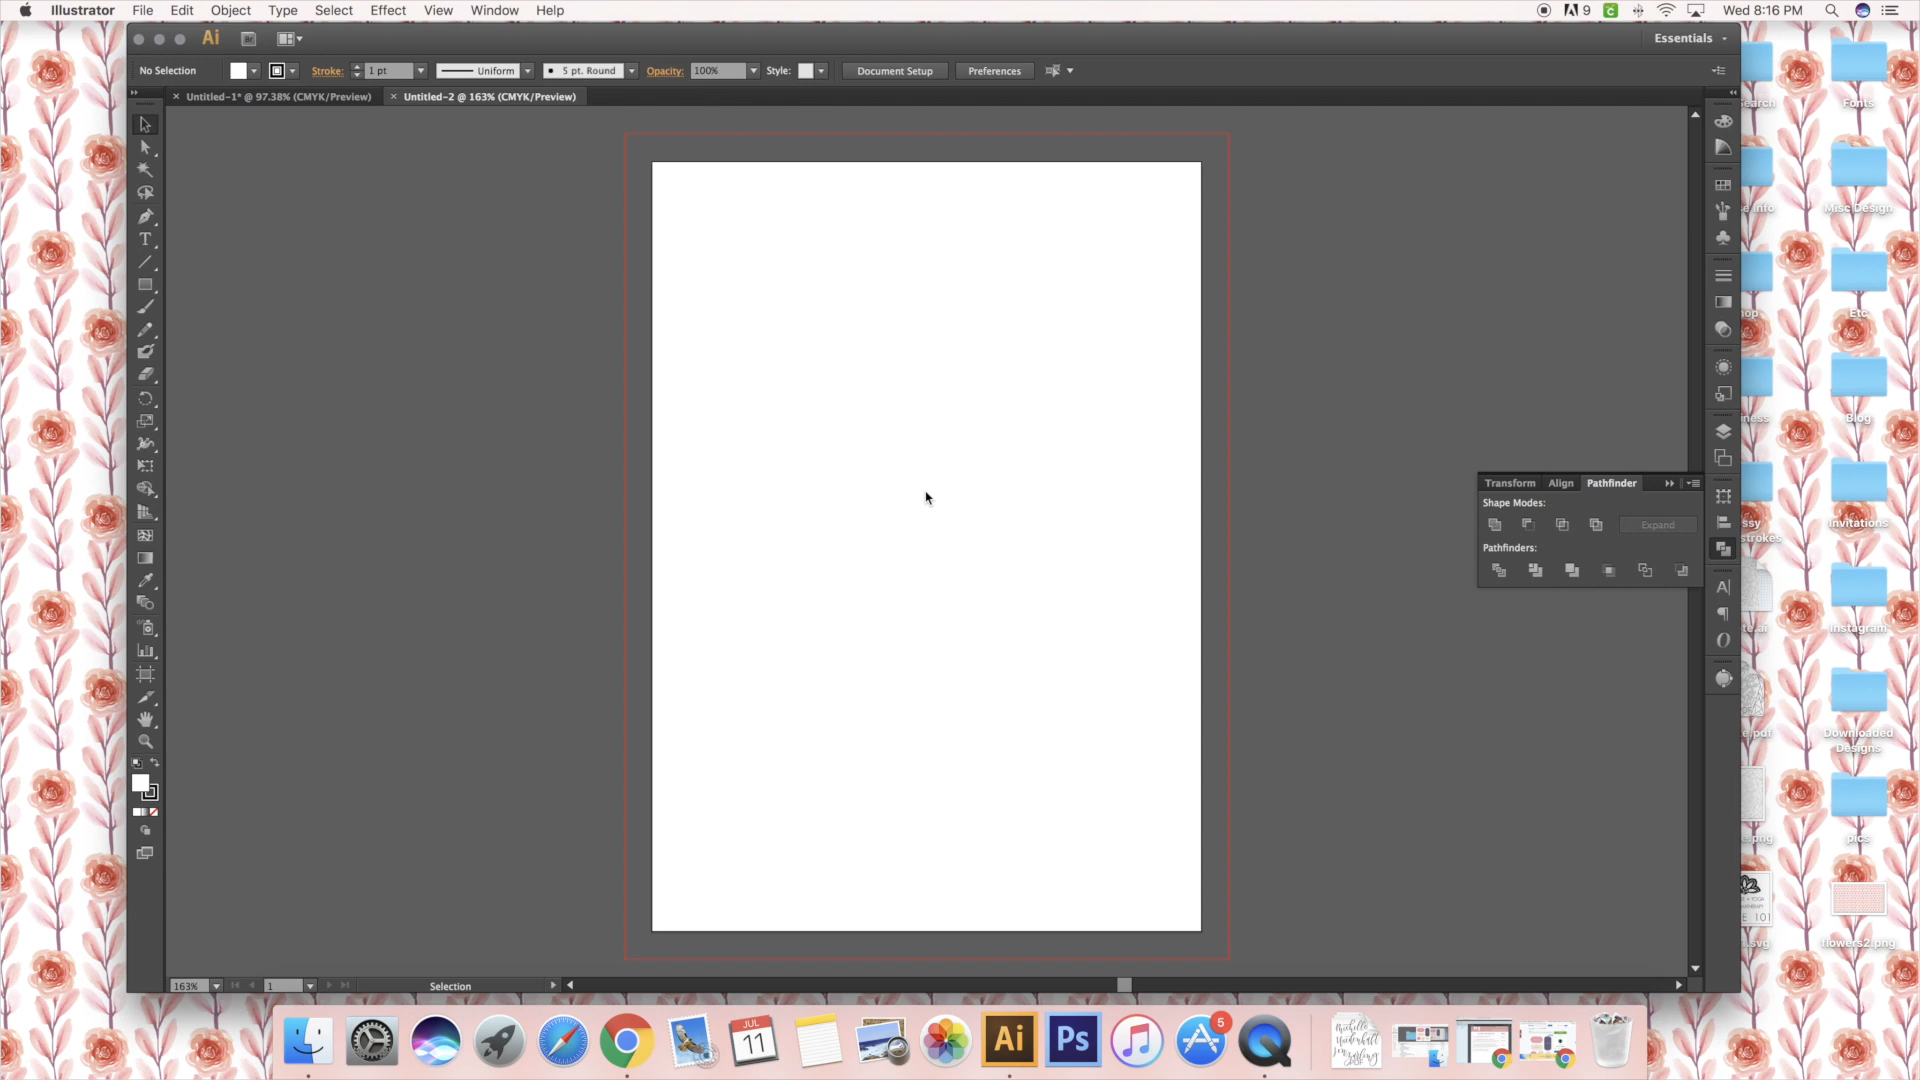 Illustrator File Edit Object Type Select Effect View Window Help
9 Wed 8:16 PM
Ai Br Essentials
No Selection Stroke: 1 pt Uniform 5 pt. Round Opacity: 100% Style: Document Setup Preferences
Untitled-1* @ 97.38% (CMYK/Preview) Untitled-2 @ 163% (CMYK/Preview)
Fonts
Misc Design
Etc
Blog
Transform Align Pathfinder
Shape Modes:
Expand
Pathfinders:
Invitations
strokes
Instagram
Downloaded
Designs
pics
flowers2.png
163% 1 Selection
JUL
11
Ai
Ps
5